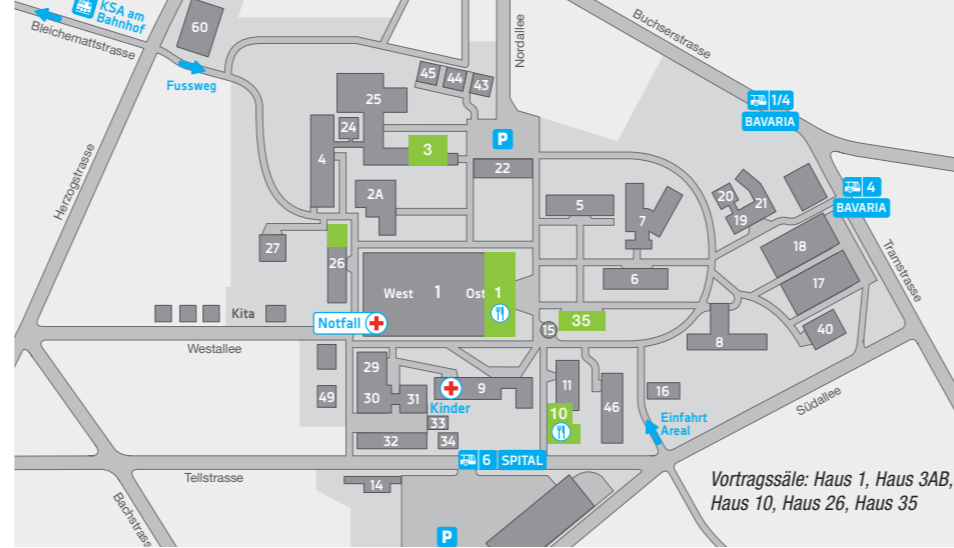 KSA am
Bahnhof
Bleichemattstrasse
60
Fussweg
Herzogstrasse
Nordallee
Buchserstrasse
1/4
BAVARIA
4
BAVARIA
Tramstrasse
45
44
43
25
24
4
3
P
22
2A
5
7
20
19
21
18
17
40
27
26
6
West
1
Ost
1
15
35
8
Kita
Notfall
Westallee
29
30
31
9
Kinder
11
46
16
49
33
34
32
10
Einfahrt
Areal
Südallee
6 SPITAL
Tellstrasse
14
Bachstrasse
P
Vortragssäle: Haus 1, Haus 3AB,
Haus 10, Haus 26, Haus 35